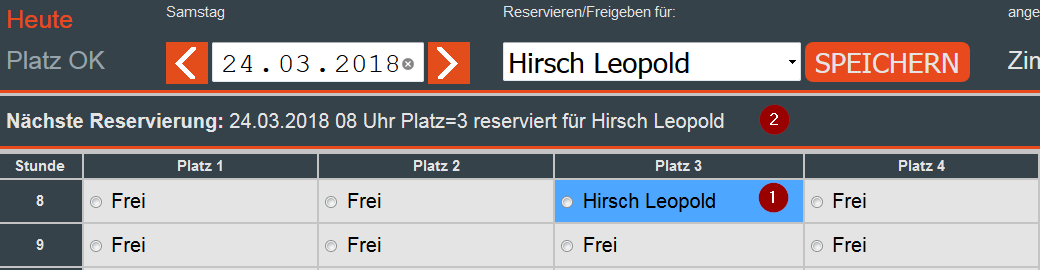 Heute Samstag Reservieren/Freigeben für: ange
Platz OK 24.03.2018 Hirsch Leopold SPEICHERN Zin
Nächste Reservierung: 24.03.2018 08 Uhr Platz=3 reserviert für Hirsch Leopold 2
Stunde Platz 1 Platz 2 Platz 3 Platz 4
8 Frei Frei Hirsch Leopold 1 Frei
9 Frei Frei Frei Frei